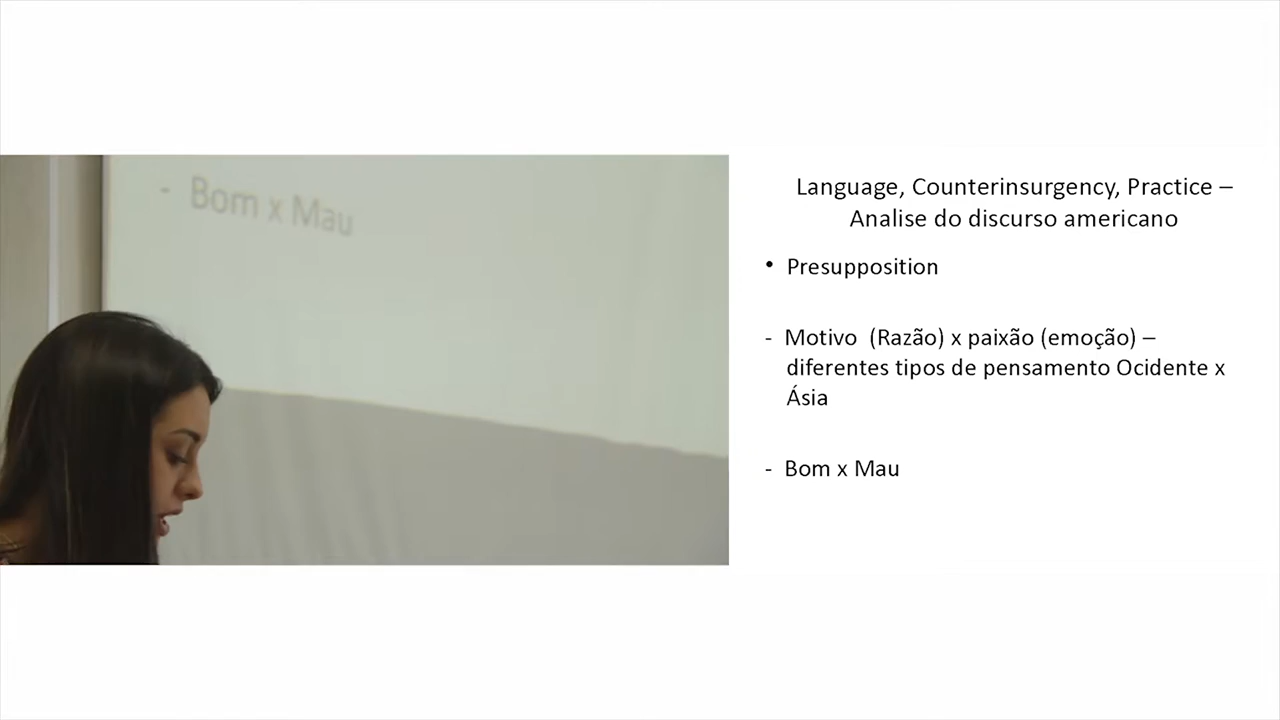 - Bom x Mau
Language, Counterinsurgency, Practice –
Analise do discurso americano
• Presupposition
- Motivo (Razão) x paixão (emoção) –
diferentes tipos de pensamento Ocidente x
Ásia
- Bom x Mau